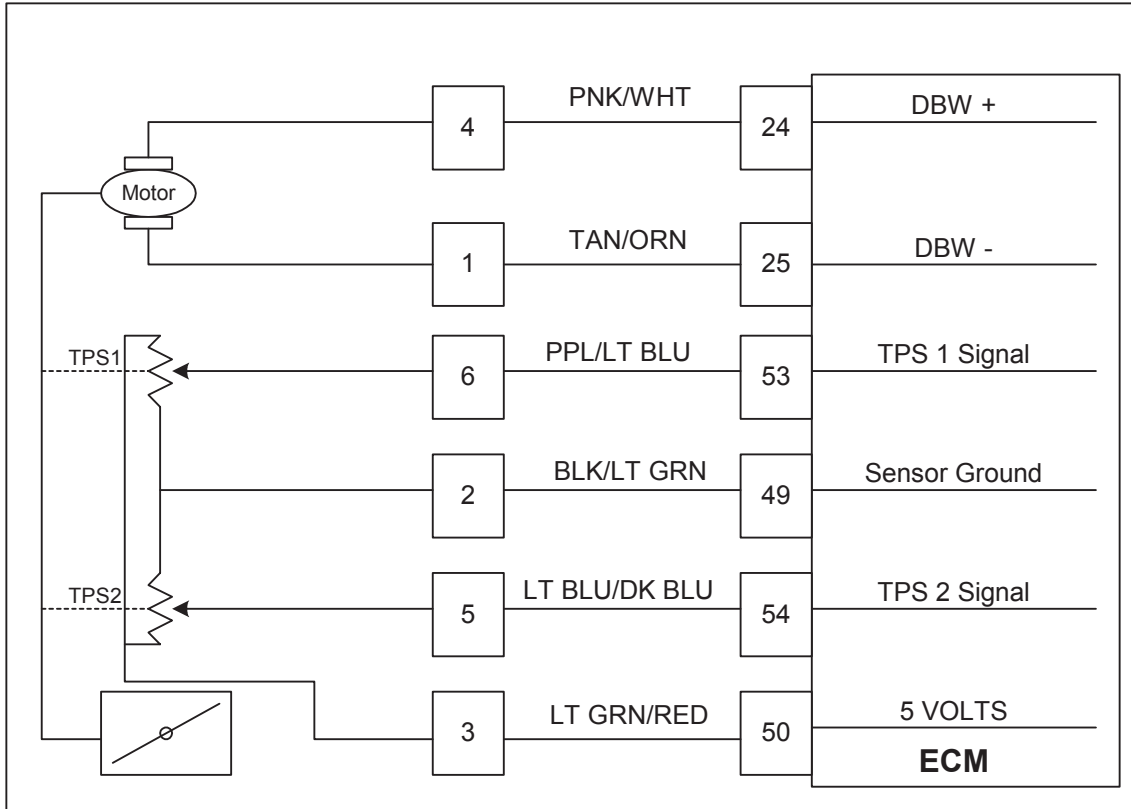 4 PNK/WHT 24 DBW +
Motor
1 TAN/ORN 25 DBW -
TPS1 6 PPL/LT BLU 53 TPS 1 Signal
2 BLK/LT GRN 49 Sensor Ground
TPS2 5 LT BLU/DK BLU 54 TPS 2 Signal
3 LT GRN/RED 50 5 VOLTS
ECM